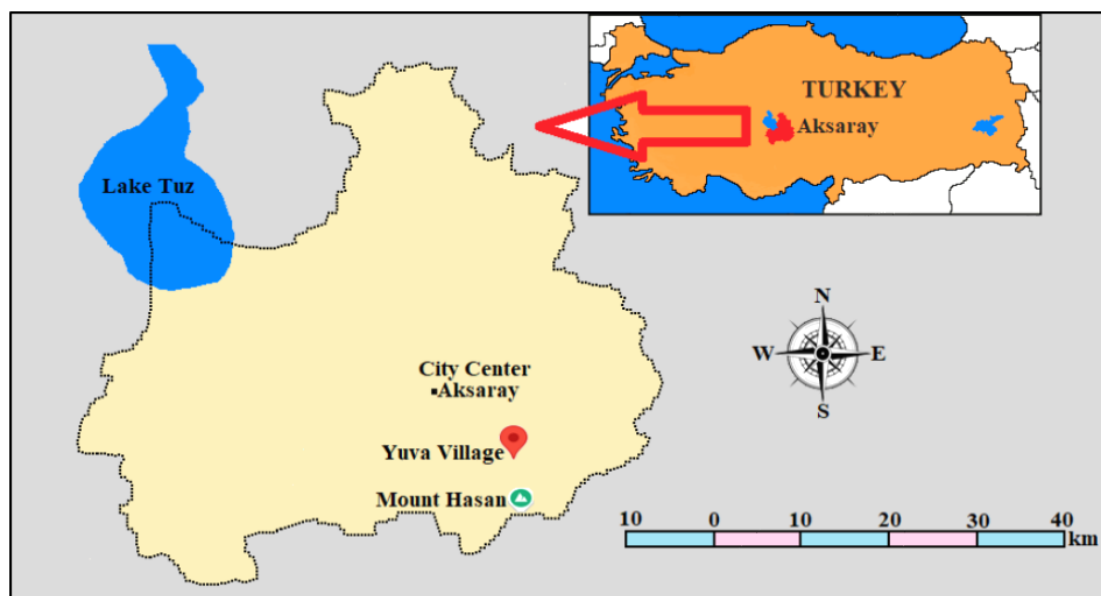 TURKEY
Aksaray
Lake Tuz
N
W E
S
City Center
Aksaray
Yuva Village
Mount Hasan
10 0 10 20 30 40
km